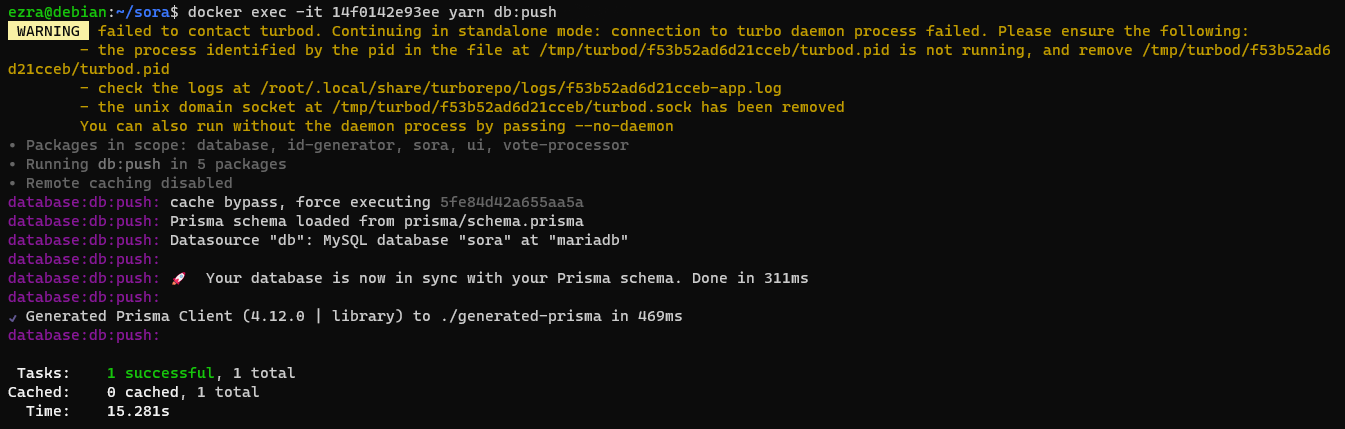 ezra@debian:~/sora$ docker exec -it 14f0142e93ee yarn db:push
 WARNING  failed to contact turbod. Continuing in standalone mode: connection to turbo daemon process failed. Please ensure the following:
        - the process identified by the pid in the file at /tmp/turbod/f53b52ad6d21cceb/turbod.pid is not running, and remove /tmp/turbod/f53b52ad6
d21cceb/turbod.pid
        - check the logs at /root/.local/share/turborepo/logs/f53b52ad6d21cceb-app.log
        - the unix domain socket at /tmp/turbod/f53b52ad6d21cceb/turbod.sock has been removed
        You can also run without the daemon process by passing --no-daemon
• Packages in scope: database, id-generator, sora, ui, vote-processor
• Running db:push in 5 packages
• Remote caching disabled
database:db:push: cache bypass, force executing 5fe84d42a655aa5a
database:db:push: Prisma schema loaded from prisma/schema.prisma
database:db:push: Datasource "db": MySQL database "sora" at "mariadb"
database:db:push:
database:db:push: 🚀  Your database is now in sync with your Prisma schema. Done in 311ms
database:db:push:
✔ Generated Prisma Client (4.12.0 | library) to ./generated-prisma in 469ms
database:db:push:
 Tasks:    1 successful, 1 total
Cached:    0 cached, 1 total
  Time:    15.281s